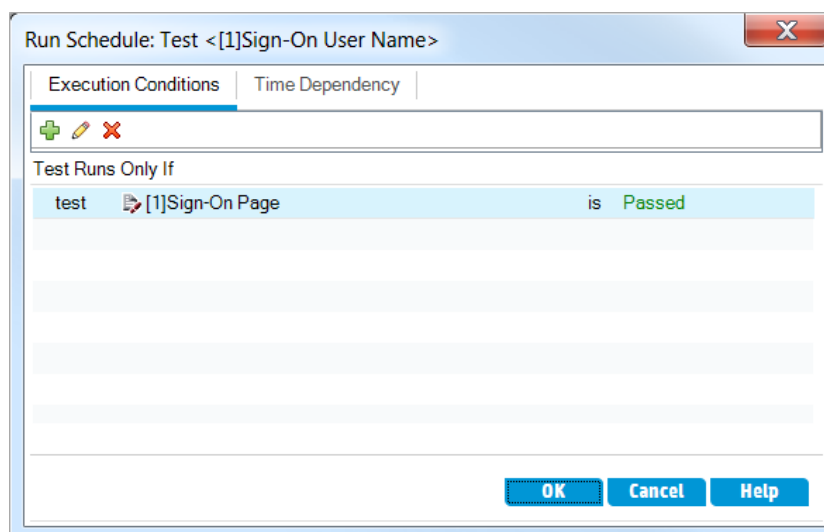 Run Schedule: Test <[1]Sign-On User Name>
Execution Conditions Time Dependency
Test Runs Only If
test [1]Sign-On Page is Passed
OK Cancel Help